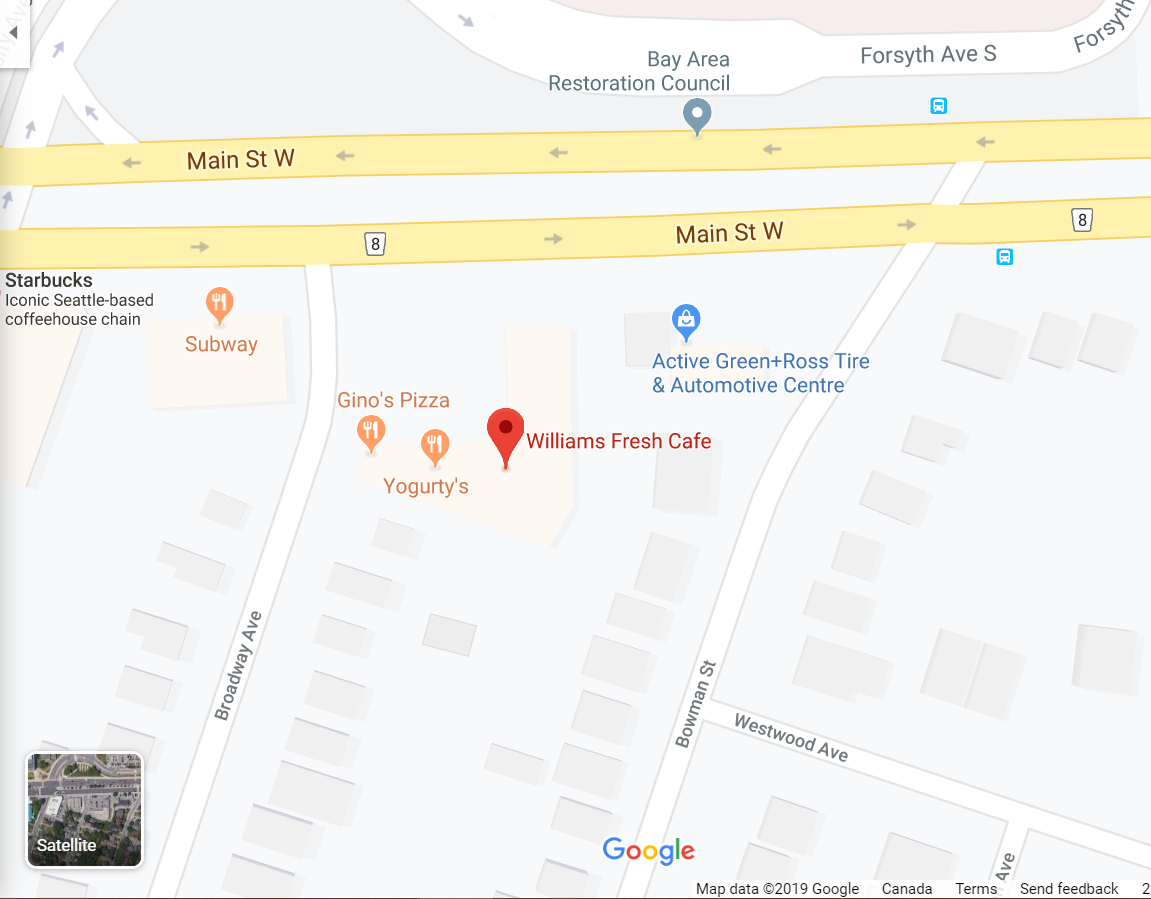 Forsyth
Forsyth Ave S
Bay Area
Restoration Council
Main St W
8
Main St W
8
Starbucks
Iconic Seattle-based
coffeehouse chain
Subway
Active Green+Ross Tire
& Automotive Centre
Gino's Pizza
Williams Fresh Cafe
Yogurty's
Broadway Ave
Bowman St
Westwood Ave
Satellite
Google
Ave
Map data ©2019 Google Canada Terms Send feedback 2